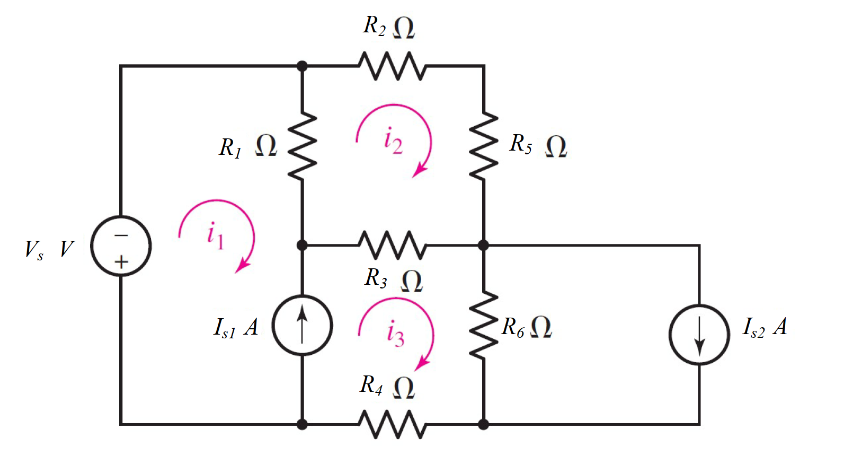 R₂ Ω
R₁ Ω
i₂
R₅ Ω
i₁
Vₛ V
−
+
R₃ Ω
Iₛ₁ A
i₃
R₆ Ω
Iₛ₂ A
R₄ Ω